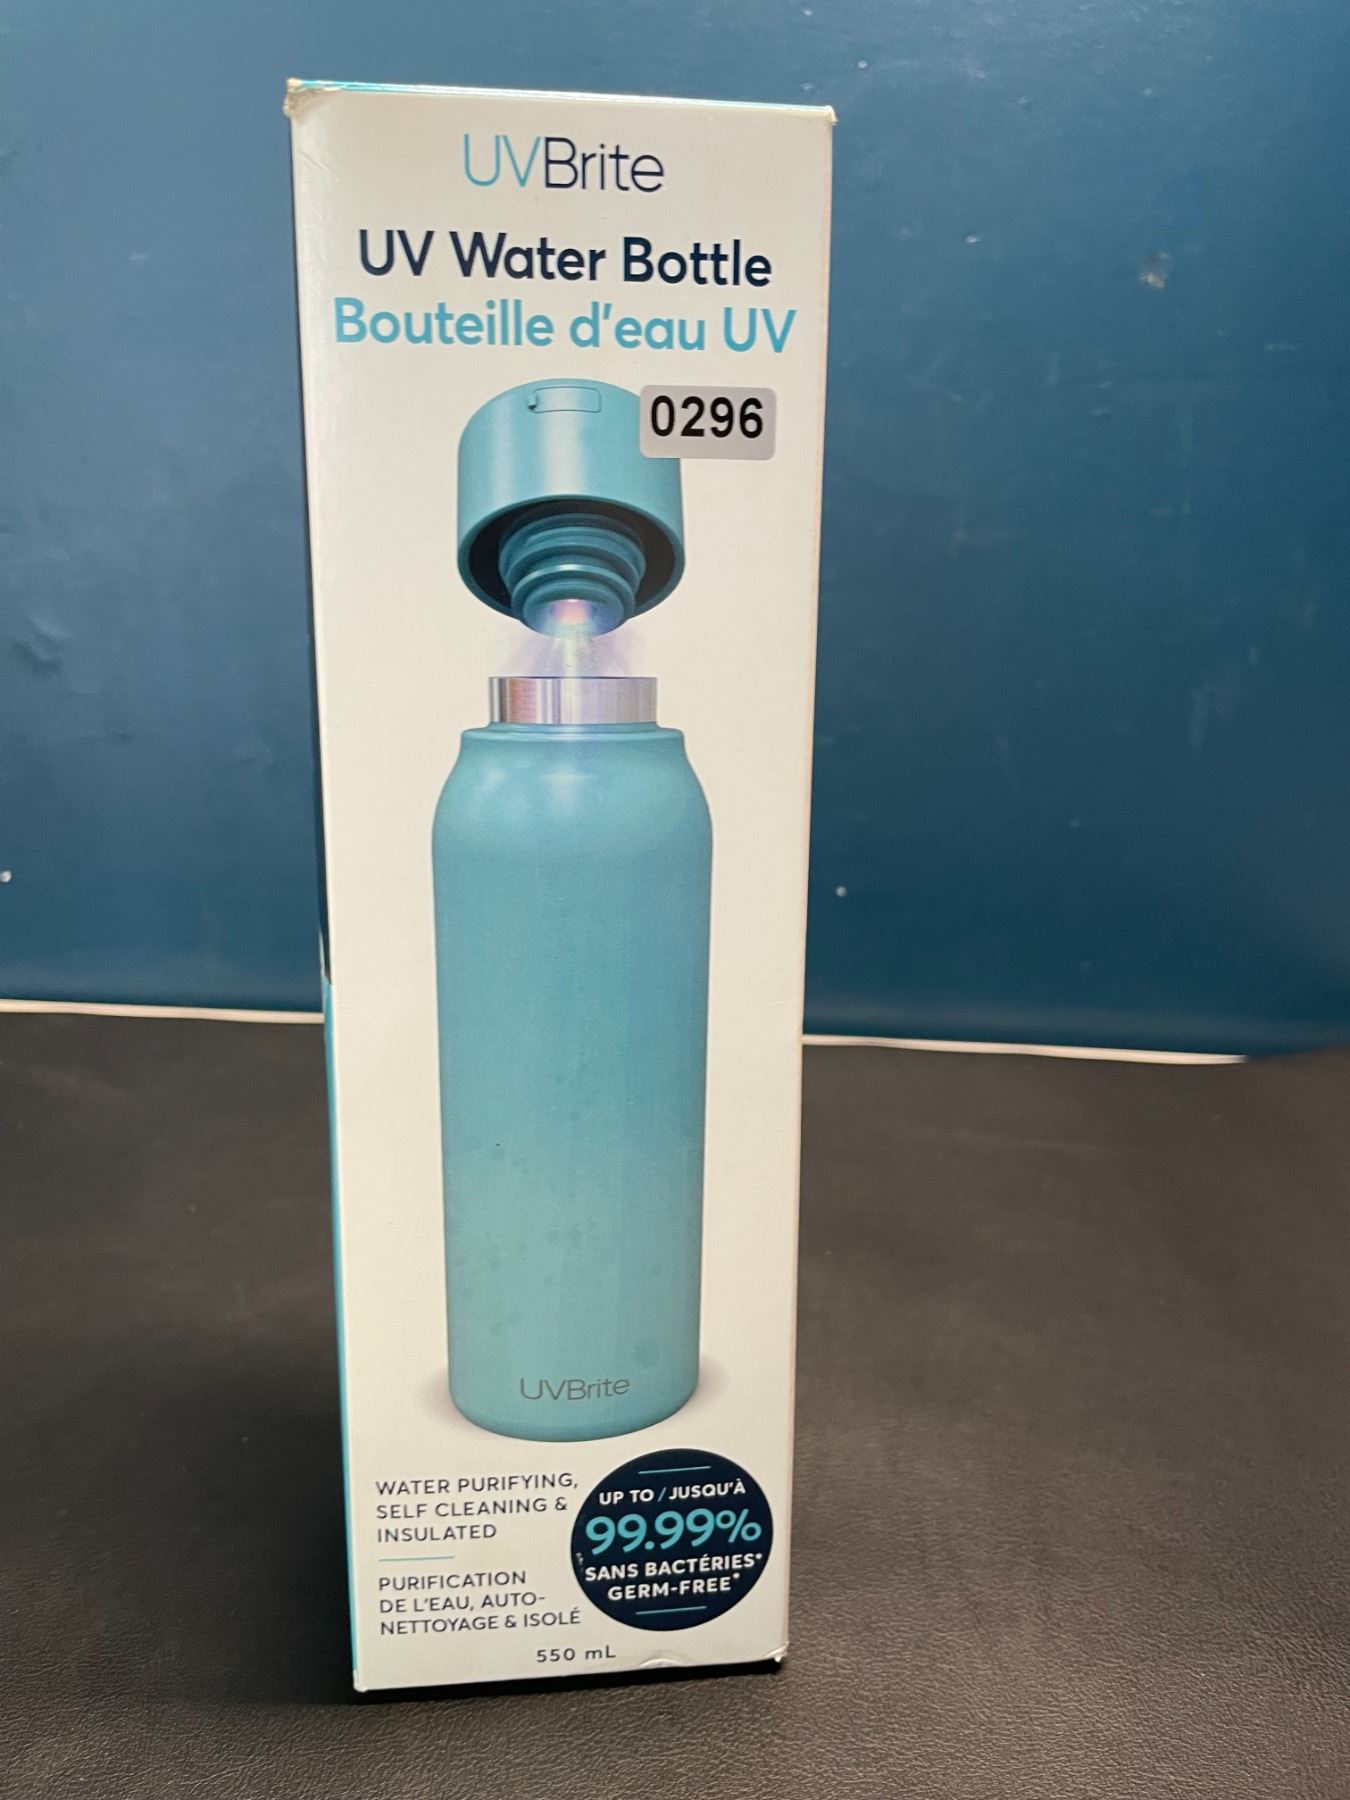 UVBrite
UV Water Bottle
Bouteille d'eau UV
0296
UVBrite
WATER PURIFYING,
SELF CLEANING &
INSULATED
PURIFICATION
DE L'EAU, AUTO-
NETTOYAGE & ISOLÉ
UP TO / JUSQU'À
99.99%
SANS BACTÉRIES*
GERM-FREE*
550 mL